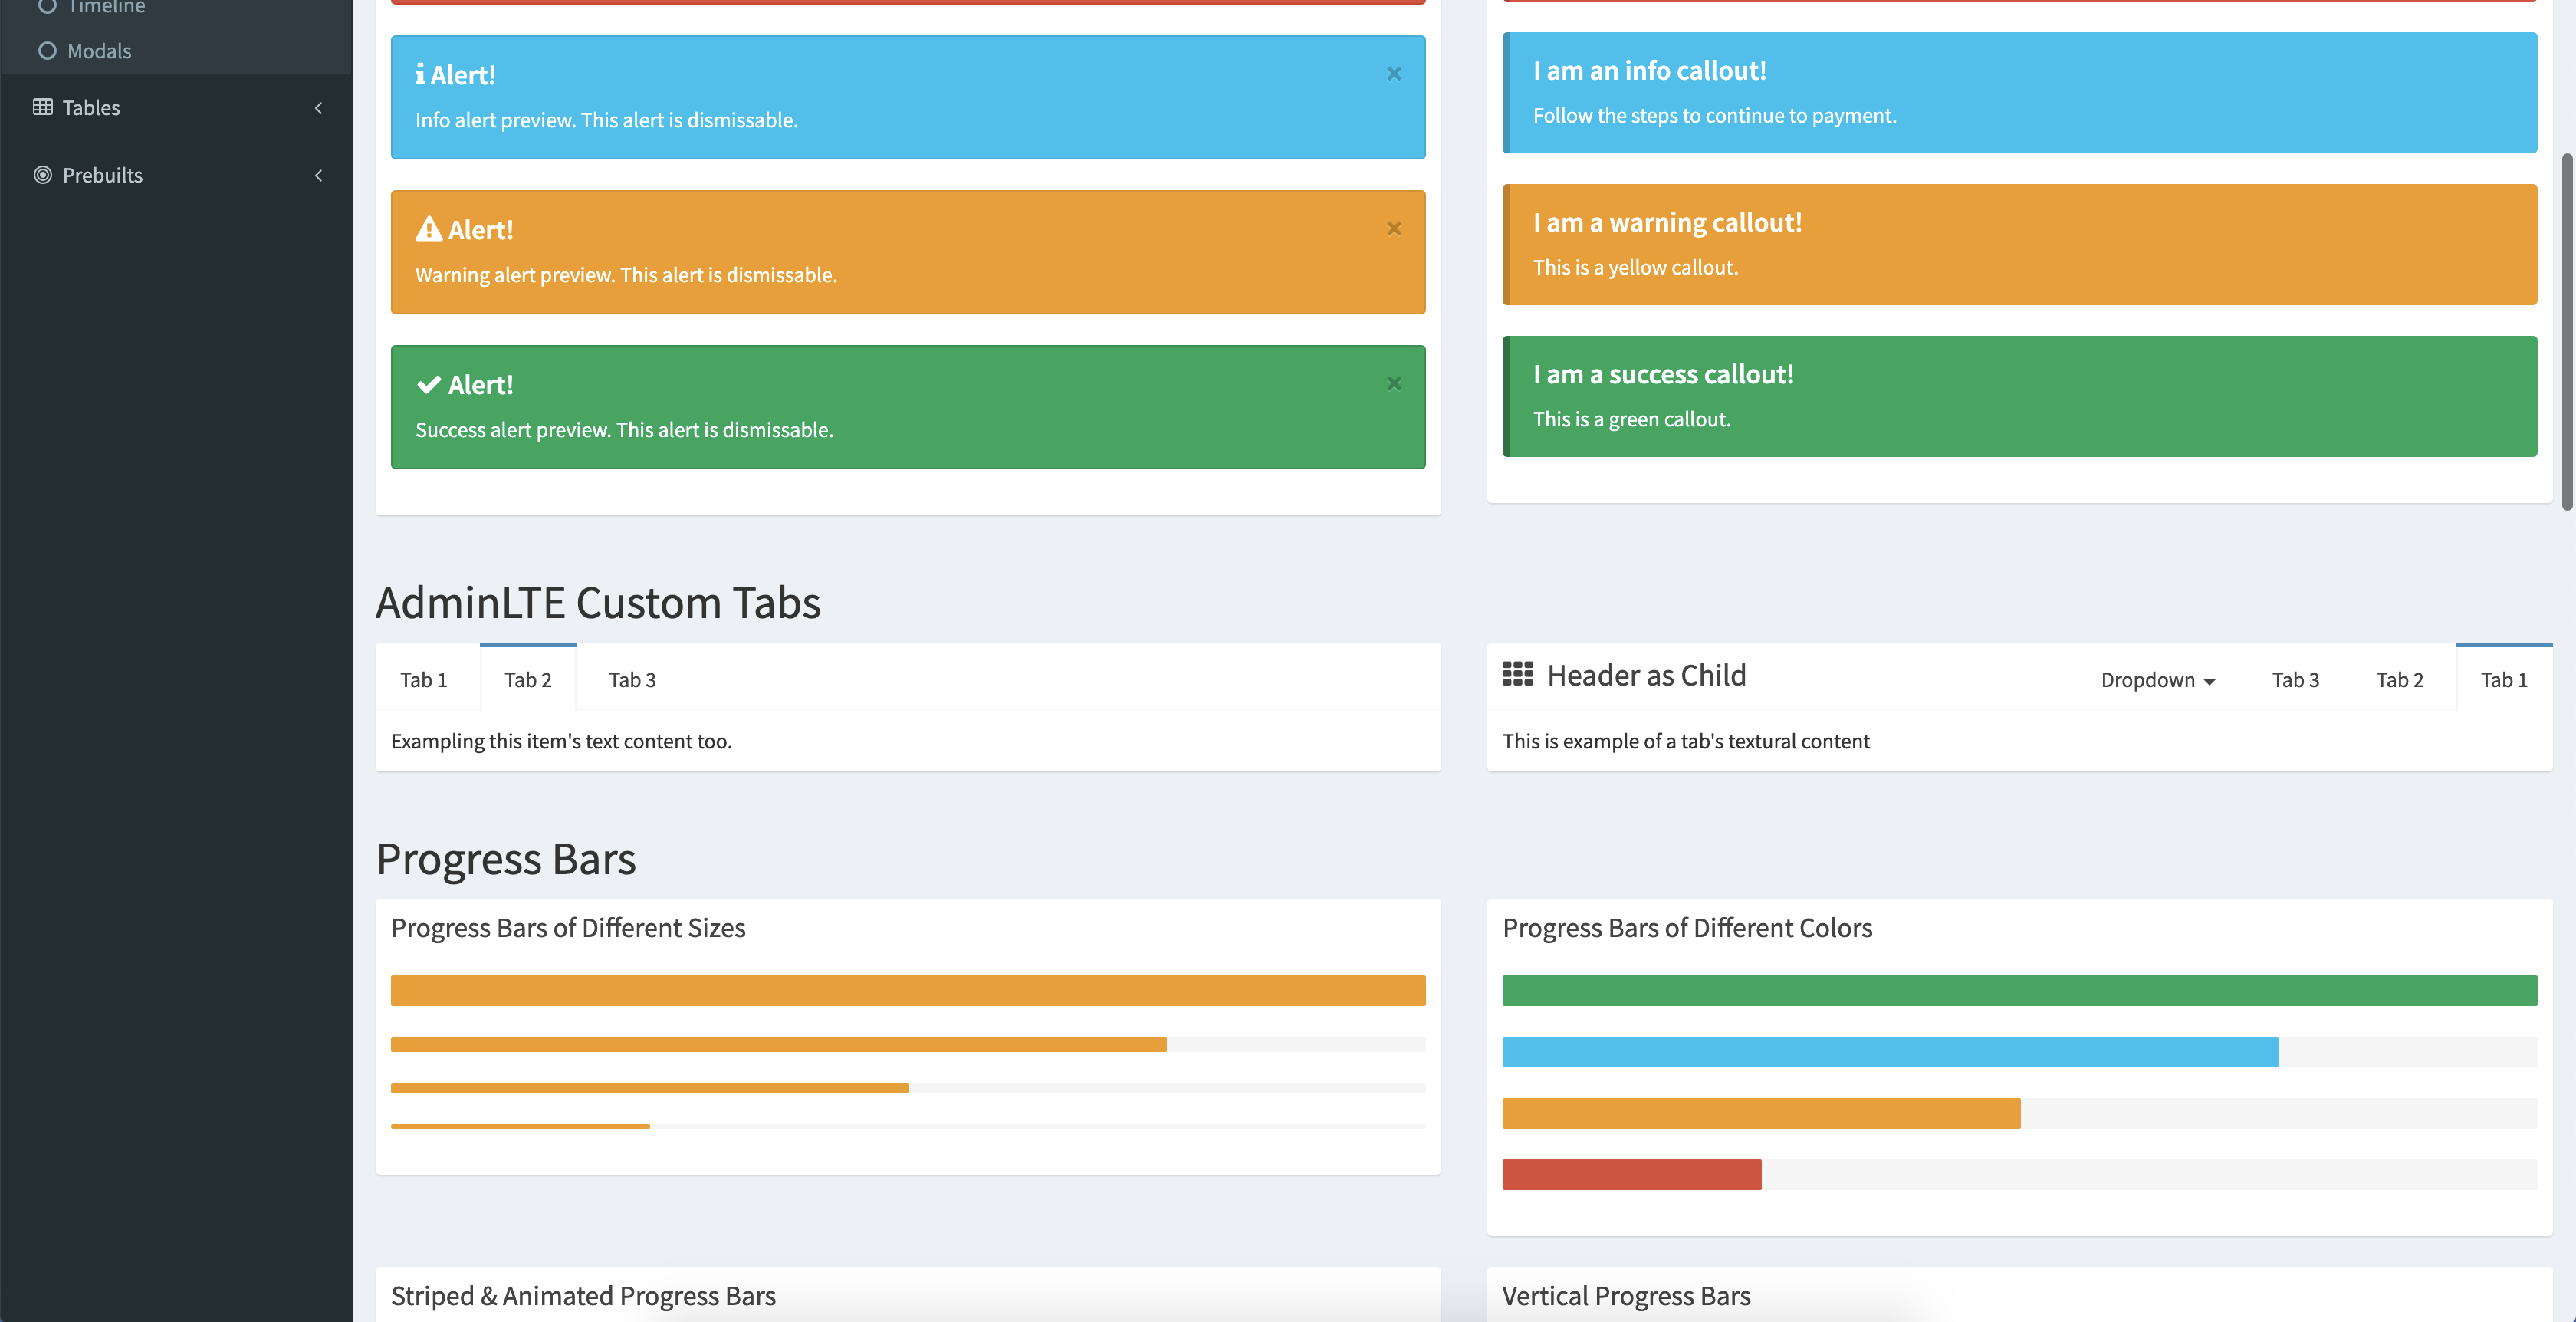 Timeline
Modals
Tables
Prebuilts
Alert!
Info alert preview. This alert is dismissable.
Alert!
Warning alert preview. This alert is dismissable.
Alert!
Success alert preview. This alert is dismissable.
I am an info callout!
Follow the steps to continue to payment.
I am a warning callout!
This is a yellow callout.
I am a success callout!
This is a green callout.
AdminLTE Custom Tabs
Tab 1 Tab 2 Tab 3
Exampling this item's text content too.
Header as Child Dropdown Tab 3 Tab 2 Tab 1
This is example of a tab's textural content
Progress Bars
Progress Bars of Different Sizes
Progress Bars of Different Colors
Striped & Animated Progress Bars
Vertical Progress Bars